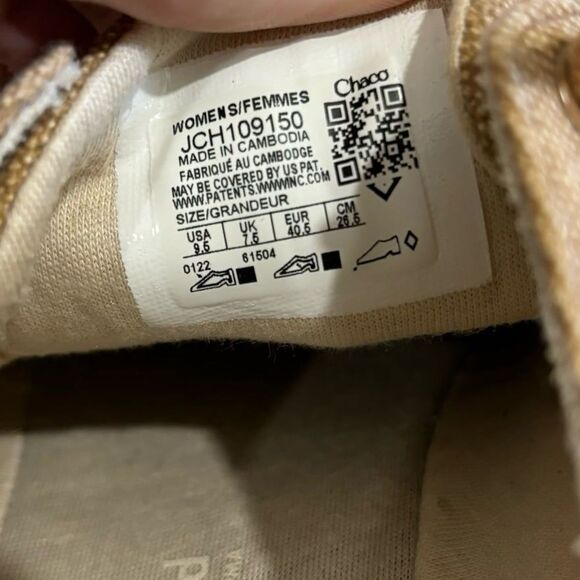 Chaco
WOMENS/FEMMES
JCH109150
MADE IN CAMBODIA
FABRIQUÉ AU CAMBODGE
MAY BE COVERED BY US PAT.
WWW.PATENTS.WWWINC.COM
SIZE/GRANDEUR
USA UK EUR CM
9.5 7.5 40.5 26.5
0122 61504